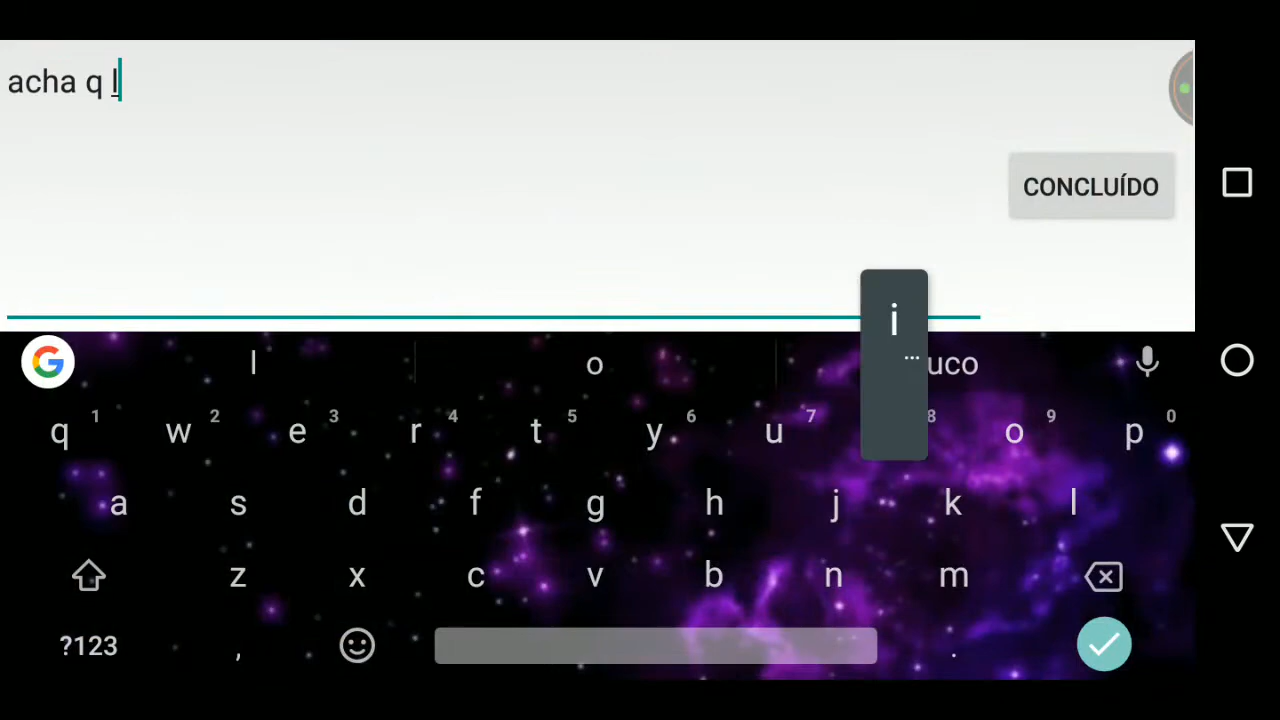 acha q l
CONCLUÍDO
i
...
l
o
uco
1 2 3 4 5 6 7 8 9 0
q w e r t y u o p
a s d f g h j k l
z x c v b n m
?123 , .